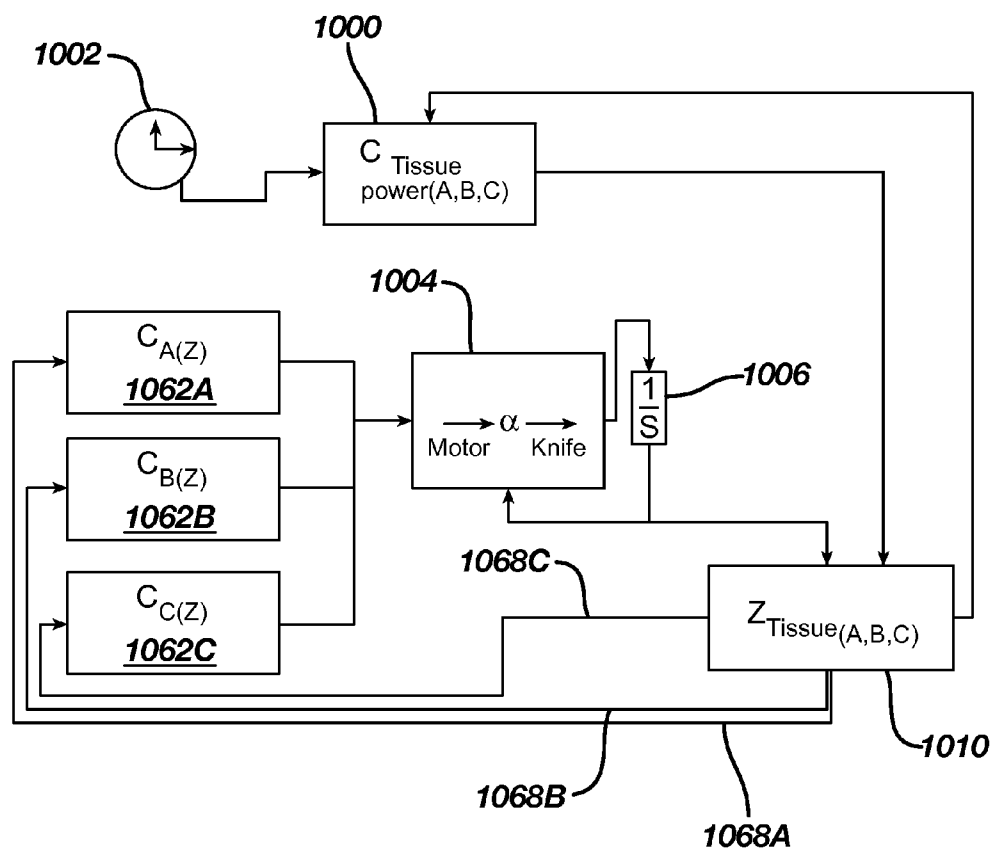 1000
1002
C Tissue
power(A,B,C)
1004
C A(Z)
1062A
1006
1
S
Motor α Knife
C B(Z)
1062B
1068C
C C(Z)
1062C
Z Tissue(A,B,C)
1010
1068B
1068A